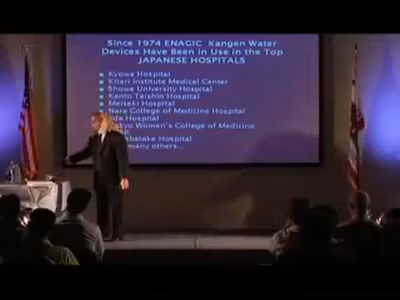 Since 1974 ENAGIC Kangen Water
Devices Have Been in Use in the Top
JAPANESE HOSPITALS
Kyowa Hospital
Kitari Institute Medical Center
Showa University Hospital
Kanto Teishin Hospital
Meiseki Hospital
Nara College of Medicine Hospital
Hospital
Women's College of Medicine
Hospital
many others...